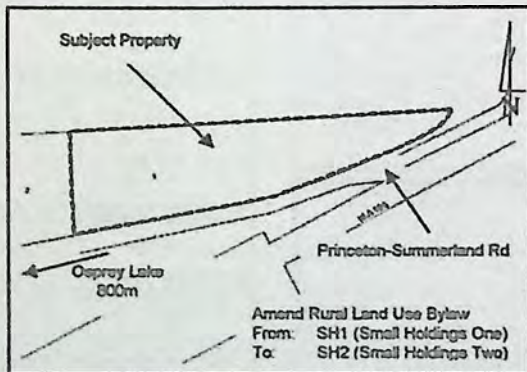 Subject Property
N
2
Princeton-Summerland Rd
Osprey Lake
800m
Amend Rural Land Use Bylaw
From: SH1 (Small Holdings One)
To: SH2 (Small Holdings Two)